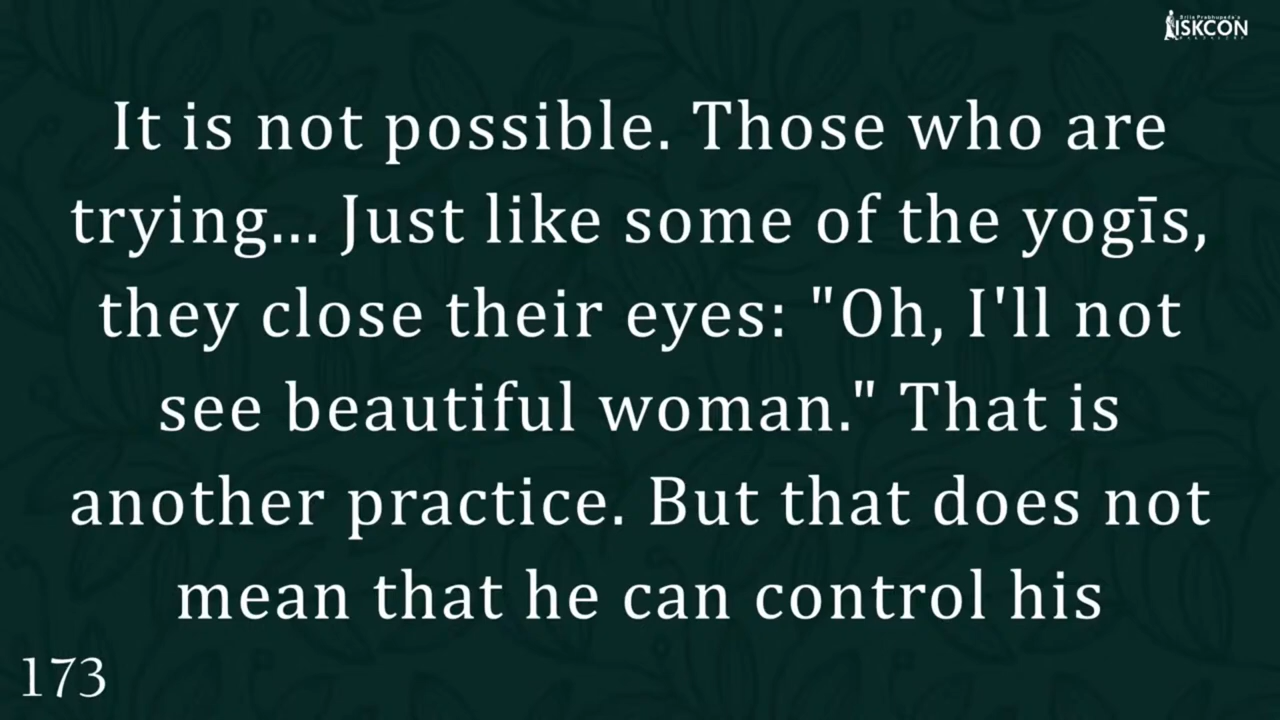 Srila Prabhupada's
ISKCON
It is not possible. Those who are
trying... Just like some of the yogīs,
they close their eyes: "Oh, I'll not
see beautiful woman." That is
another practice. But that does not
mean that he can control his
173